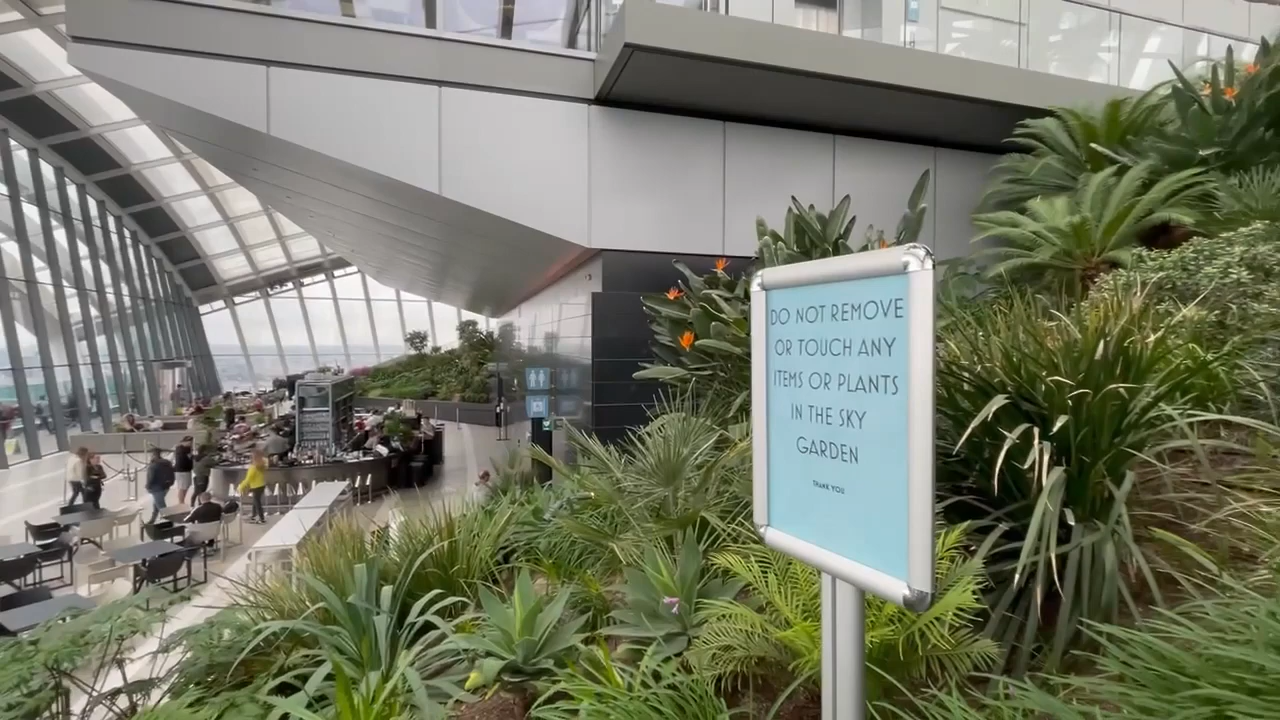 DO NOT REMOVE
OR TOUCH ANY
ITEMS OR PLANTS
IN THE SKY
GARDEN
THANK YOU